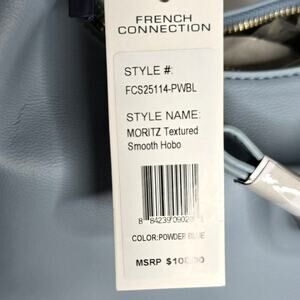 FRENCH
CONNECTION
STYLE #:
FCS25114-PWBL
STYLE NAME:
MORITZ Textured
Smooth Hobo
COLOR:POWDER BLUE
MSRP $100.00